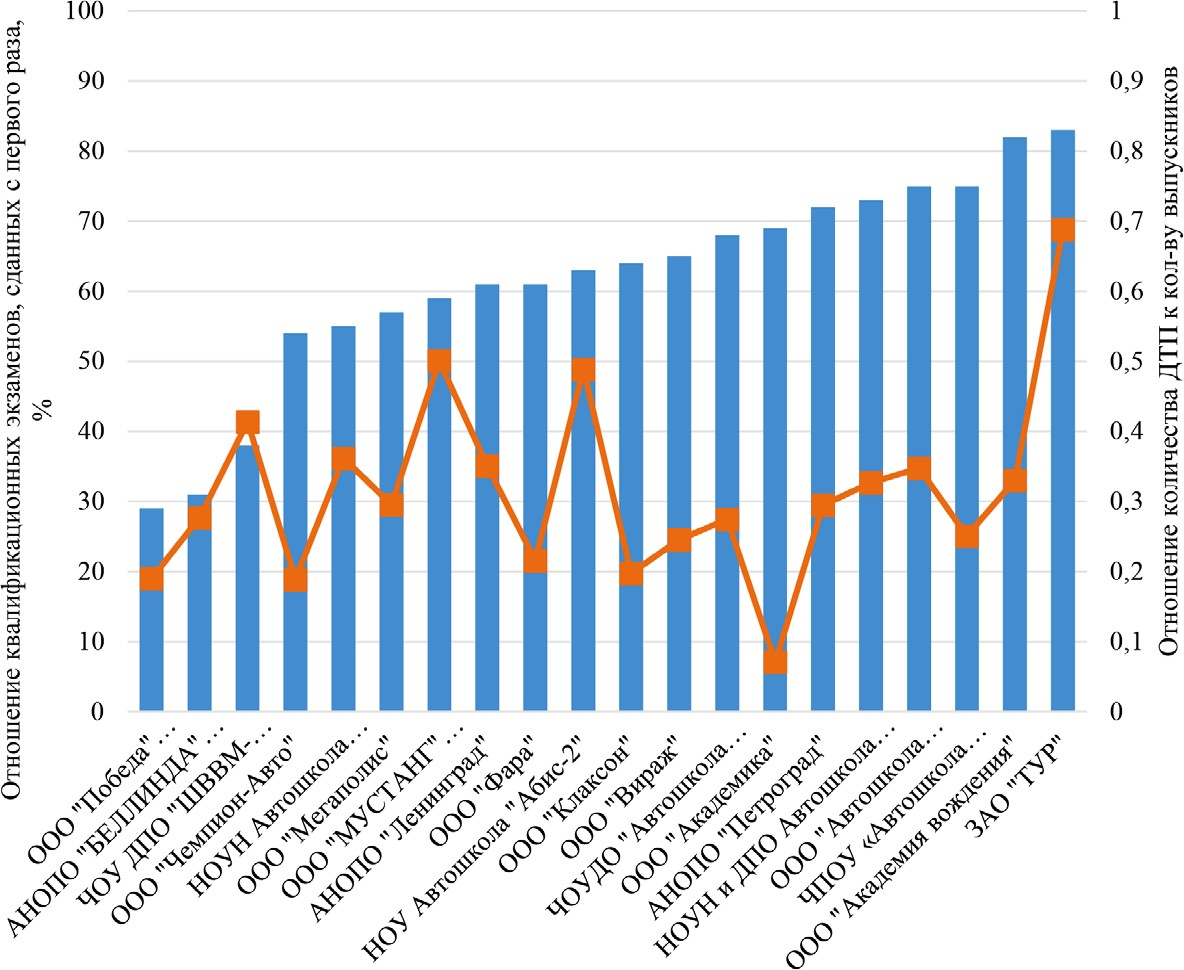 Отношение квалификационных экзаменов, сданных с первого раза,
%
100
90
80
70
60
50
40
30
20
10
0
1
0,9
0,8
0,7
0,6
0,5
0,4
0,3
0,2
0,1
0
Отношение количества ДТП к кол-ву выпускников
ООО "Победа" …
АНОПО "БЕЛЛИНДА" …
ЧОУ ДПО "ШВВМ-…
ООО "Чемпион-Авто"
НОУН Автошкола…
ООО "Мегаполис"
ООО "МУСТАНГ" …
АНОПО "Ленинград"
ООО "Фара"
НОУ Автошкола "Абис-2"
ООО "Клаксон"
ООО "Вираж"
ЧОУДО "Автошкола…
ООО "Академика"
АНОПО "Петроград"
НОУН и ДПО Автошкола…
ООО "Автошкола…
ЧПОУ «Автошкола…
ООО "Академия вождения"
ЗАО "ТУР"